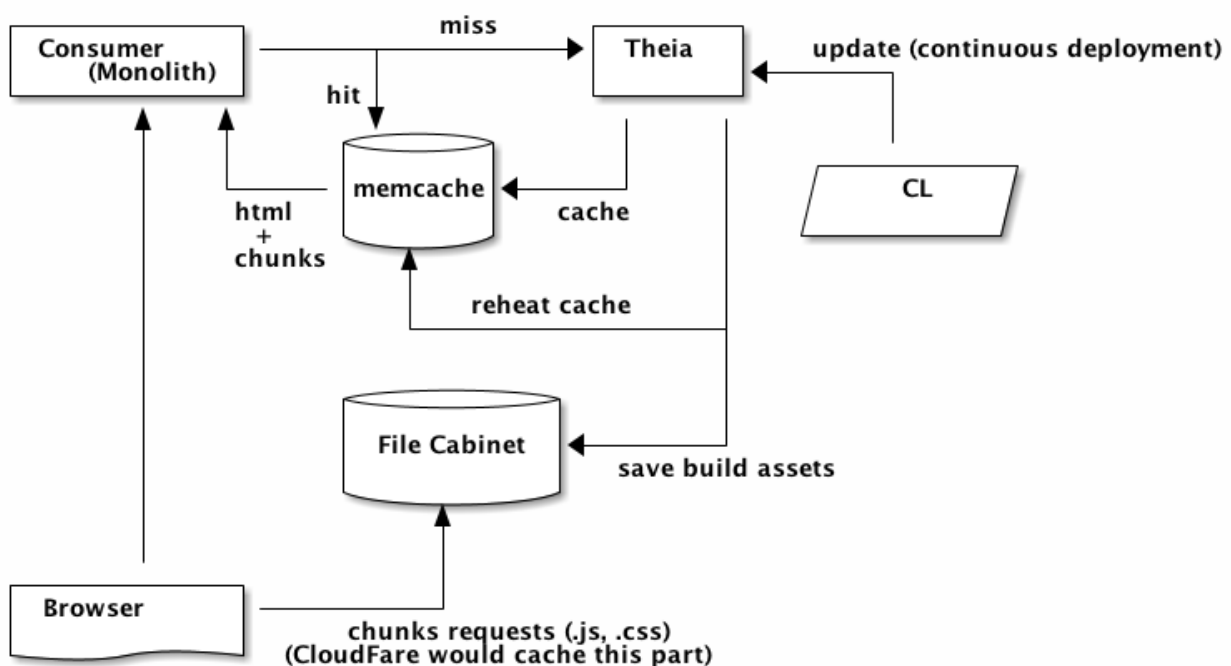 miss
Consumer
(Monolith)
Theia
update (continuous deployment)
hit
memcache
CL
html
+
chunks
cache
reheat cache
File Cabinet
save build assets
Browser
chunks requests (.js, .css)
(CloudFare would cache this part)